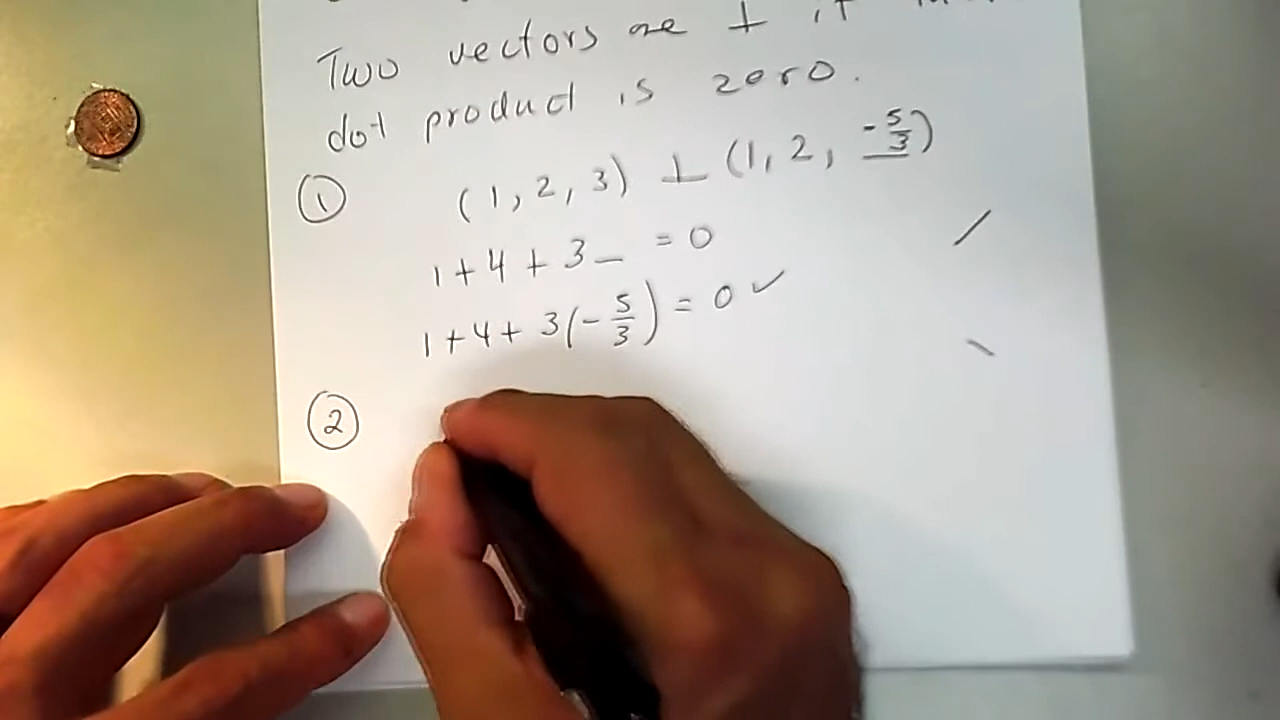 Two vectors are ⊥ if
dot product is zero.
① (1, 2, 3) ⊥ (1, 2, -5/3)
1 + 4 + 3 _ = 0
1 + 4 + 3(-5/3) = 0 ✓
②